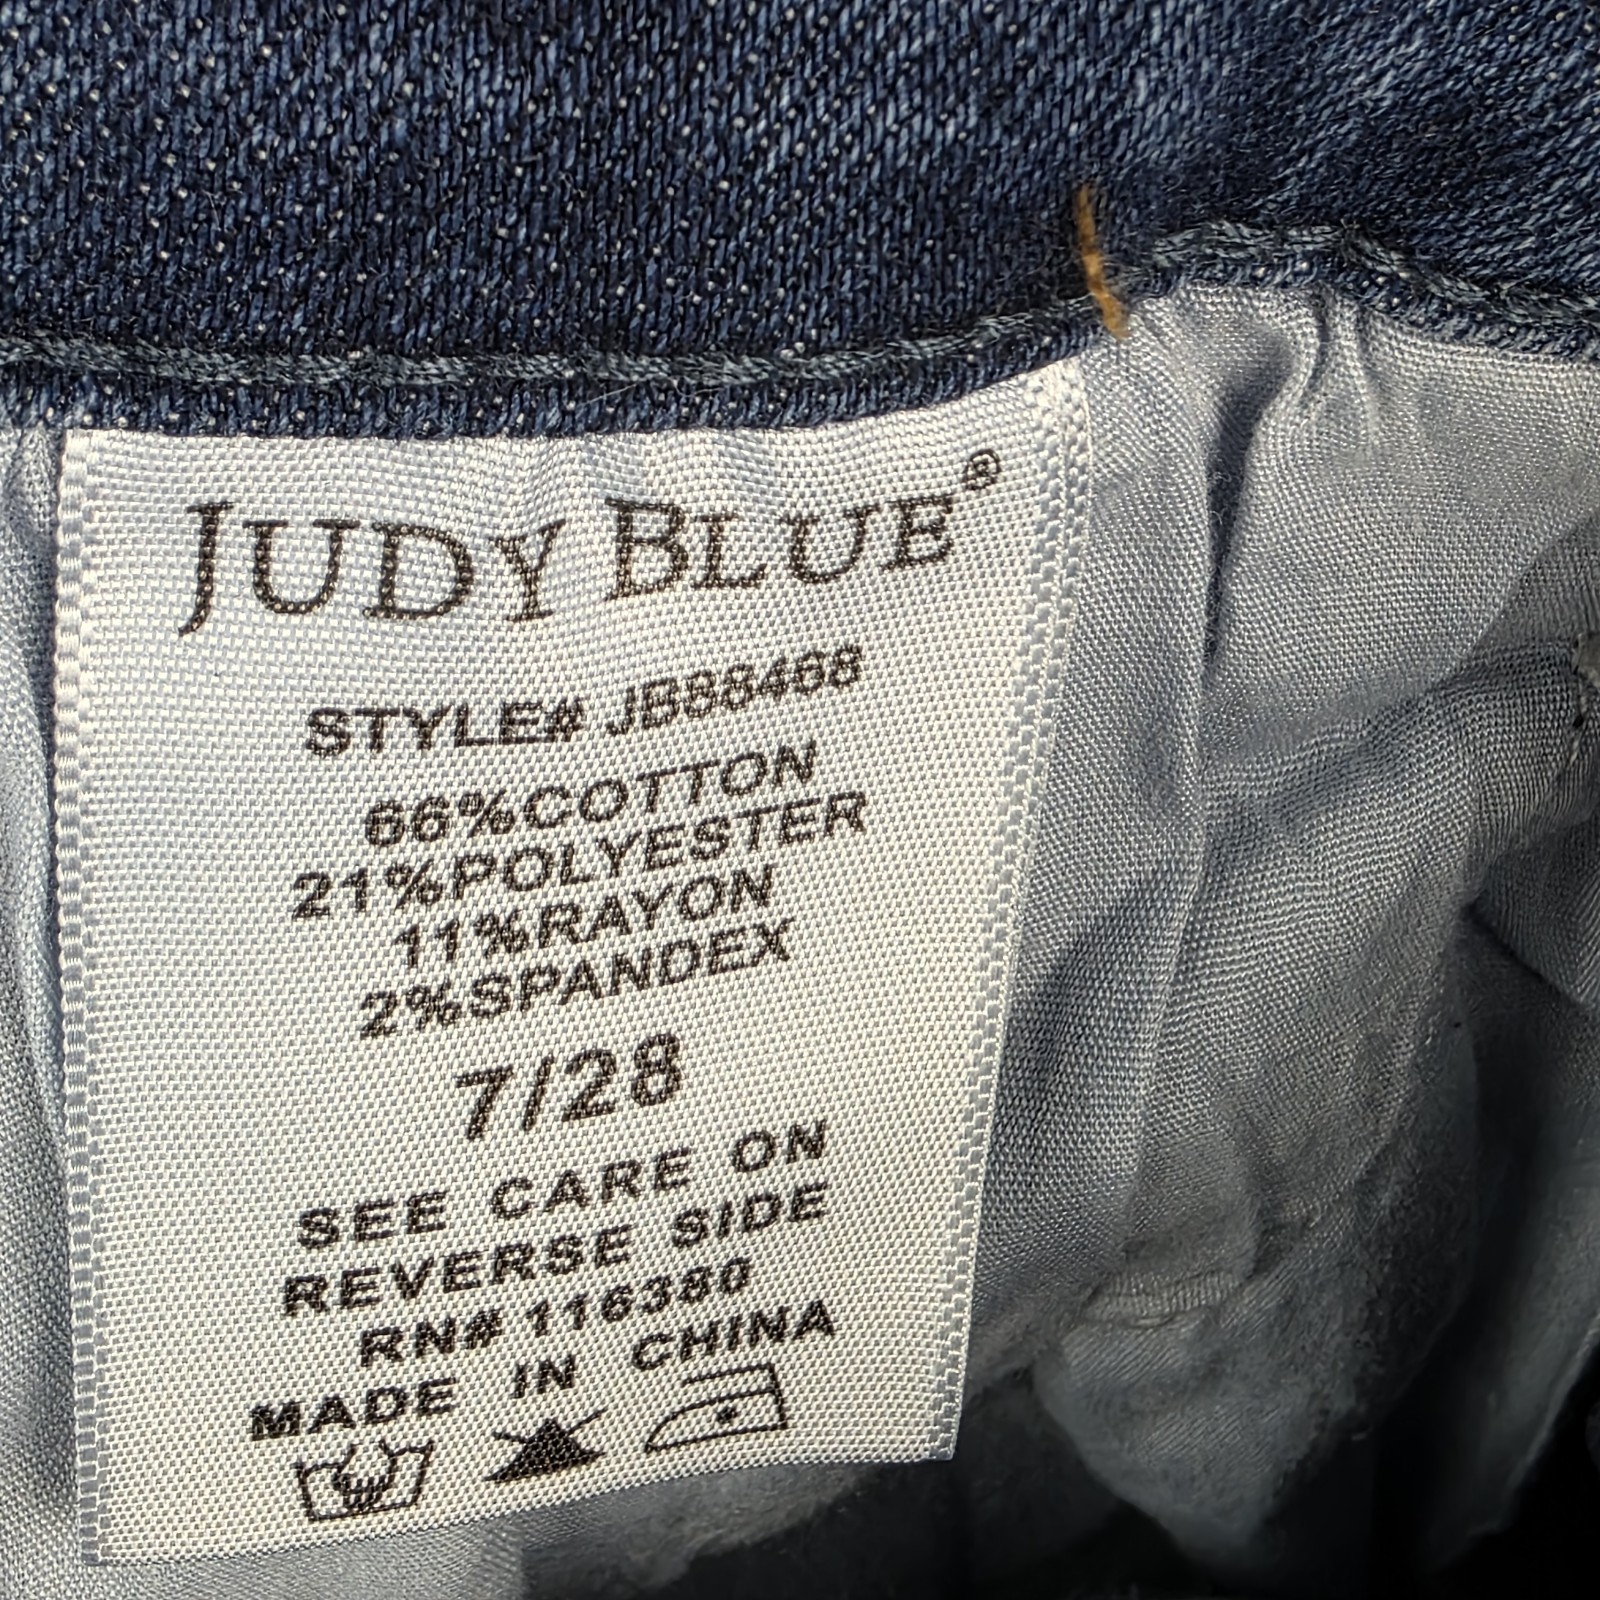 JUDY BLUE®
STYLE# JB88468
66%COTTON
21%POLYESTER
11%RAYON
2%SPANDEX
7/28
SEE CARE ON
REVERSE SIDE
RN# 116380
MADE IN CHINA